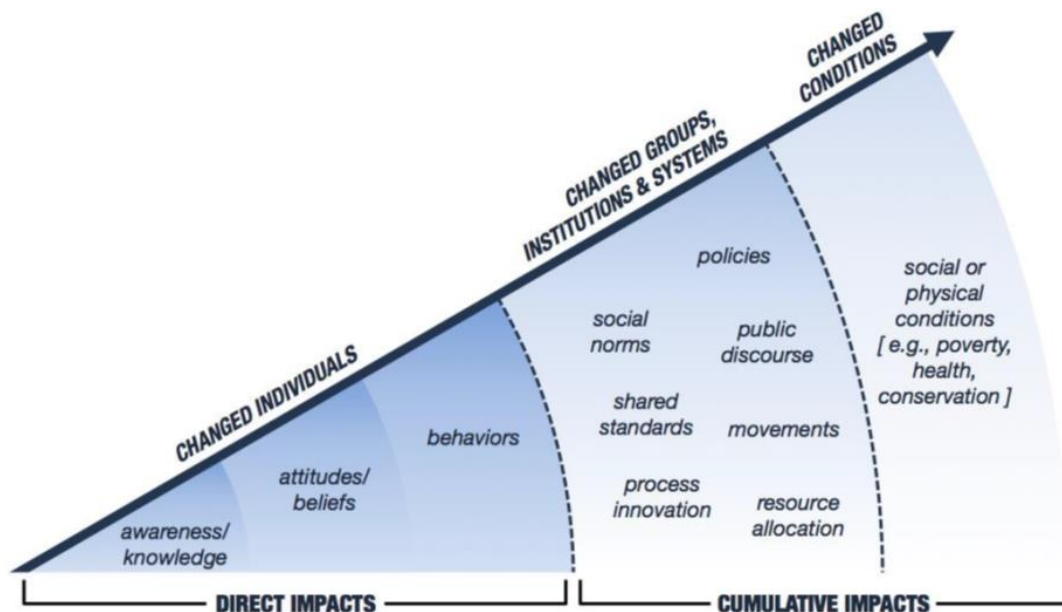 CHANGED
CONDITIONS
CHANGED GROUPS,
INSTITUTIONS & SYSTEMS
CHANGED INDIVIDUALS
awareness/
knowledge
attitudes/
beliefs
behaviors
policies
social
norms
public
discourse
shared
standards
movements
process
innovation
resource
allocation
social or
physical
conditions
[ e.g., poverty,
health,
conservation ]
DIRECT IMPACTS
CUMULATIVE IMPACTS